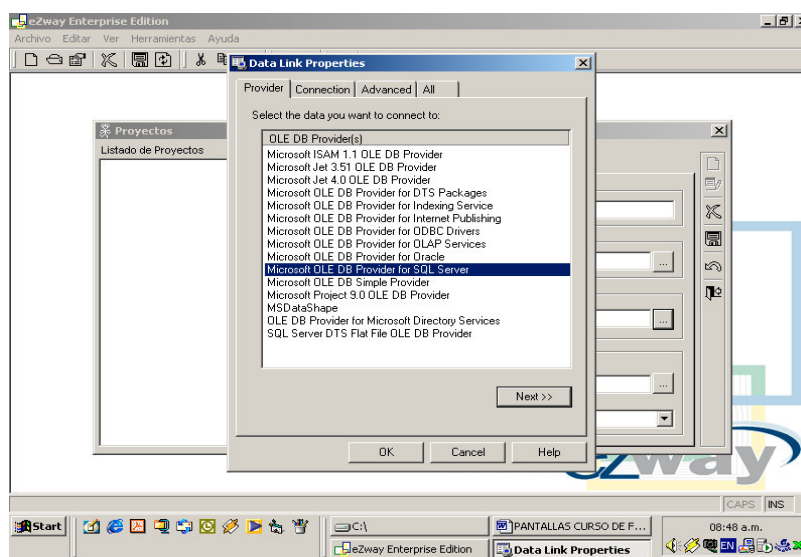 eZway Enterprise Edition
Archivo Editar Ver Herramientas Ayuda
Data Link Properties
Provider Connection Advanced All
Select the data you want to connect to:
OLE DB Provider(s)
Microsoft ISAM 1.1 OLE DB Provider
Microsoft Jet 3.51 OLE DB Provider
Microsoft Jet 4.0 OLE DB Provider
Microsoft OLE DB Provider for DTS Packages
Microsoft OLE DB Provider for Indexing Service
Microsoft OLE DB Provider for Internet Publishing
Microsoft OLE DB Provider for ODBC Drivers
Microsoft OLE DB Provider for OLAP Services
Microsoft OLE DB Provider for Oracle
Microsoft OLE DB Provider for SQL Server
Microsoft OLE DB Simple Provider
Microsoft Project 9.0 OLE DB Provider
MSDataShape
OLE DB Provider for Microsoft Directory Services
SQL Server DTS Flat File OLE DB Provider
Next >>
OK Cancel Help
Proyectos
Listado de Proyectos
...
...
...
ezway
CAPS INS
Start
C:\
PANTALLAS CURSO DE F...
08:48 a.m.
eZway Enterprise Edition
Data Link Properties
EN